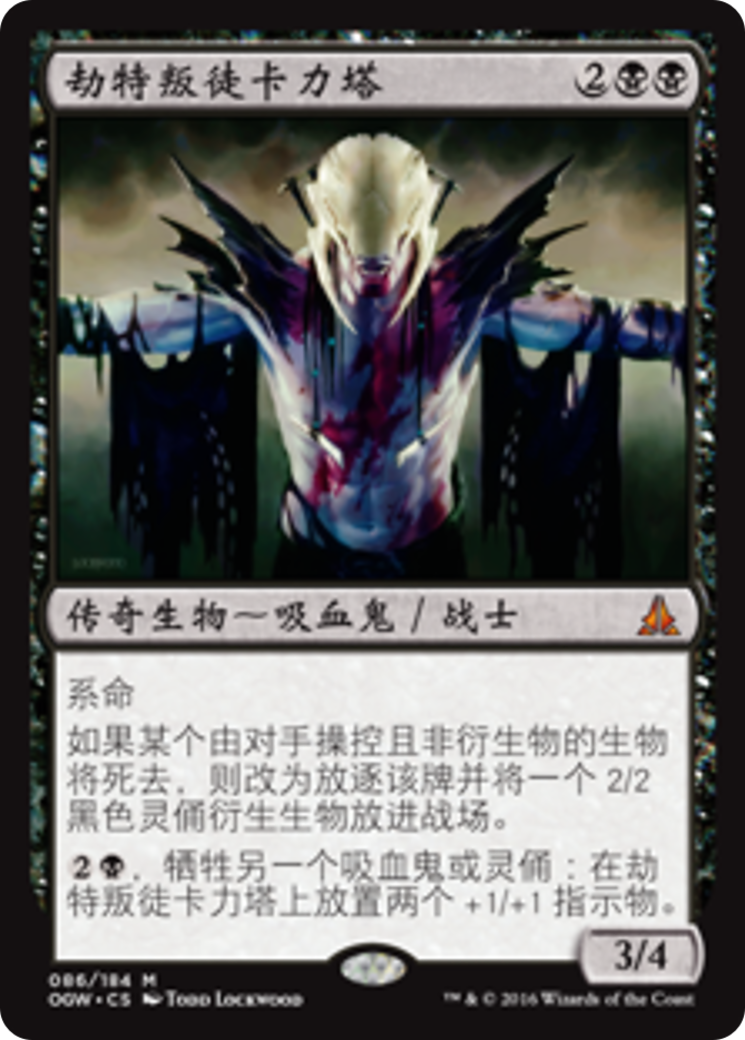 劫特叛徒卡力塔 2
传奇生物～吸血鬼／战士
系命
如果某个由对手操控且非衍生物的生物
将死去，则改为放逐该牌并将一个 2/2
黑色灵俑衍生生物放进战场。
2，牺牲另一个吸血鬼或灵俑：在劫
特叛徒卡力塔上放置两个 +1/+1 指示物。
3/4
086/184 M
OGW • CS Todd Lockwood
™ & © 2016 Wizards of the Coast